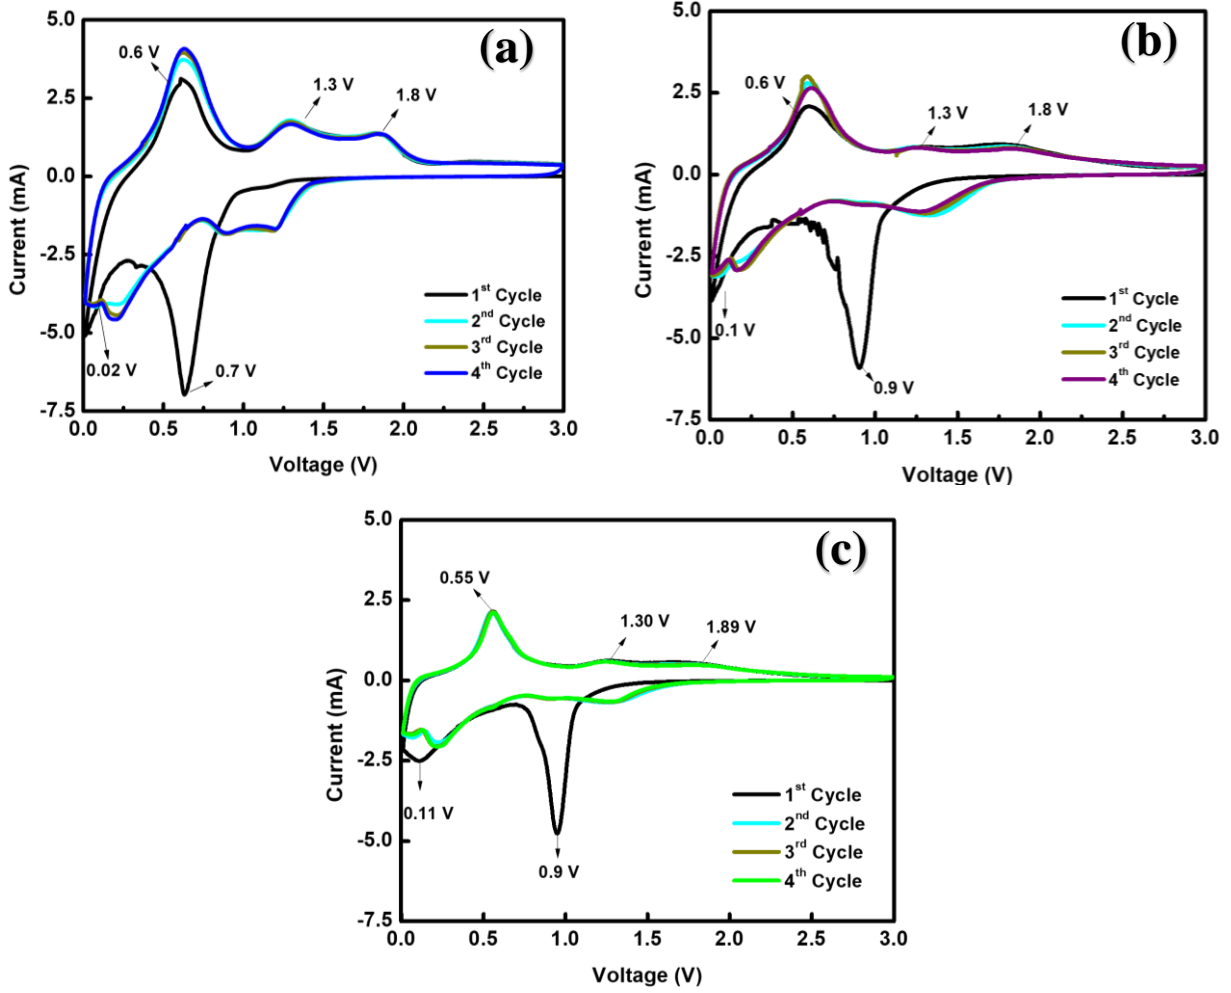 (a)
5.0
2.5
0.0
-2.5
-5.0
-7.5
Current (mA)
0.6 V
1.3 V
1.8 V
0.02 V
0.7 V
1st Cycle
2nd Cycle
3rd Cycle
4th Cycle
0.0 0.5 1.0 1.5 2.0 2.5 3.0
Voltage (V)
(b)
5.0
2.5
0.0
-2.5
-5.0
-7.5
Current (mA)
0.6 V
1.3 V
1.8 V
0.1 V
0.9 V
1st Cycle
2nd Cycle
3rd Cycle
4th Cycle
0.0 0.5 1.0 1.5 2.0 2.5 3.0
Voltage (V)
(c)
5.0
2.5
0.0
-2.5
-5.0
-7.5
Current (mA)
0.55 V
1.30 V
1.89 V
0.11 V
0.9 V
1st Cycle
2nd Cycle
3rd Cycle
4th Cycle
0.0 0.5 1.0 1.5 2.0 2.5 3.0
Voltage (V)